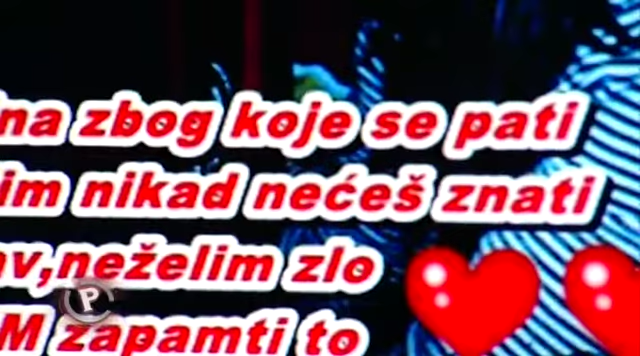 na zbog koje se pati
im nikad nećeš znati
av,neželim zlo
P
M zapamti to